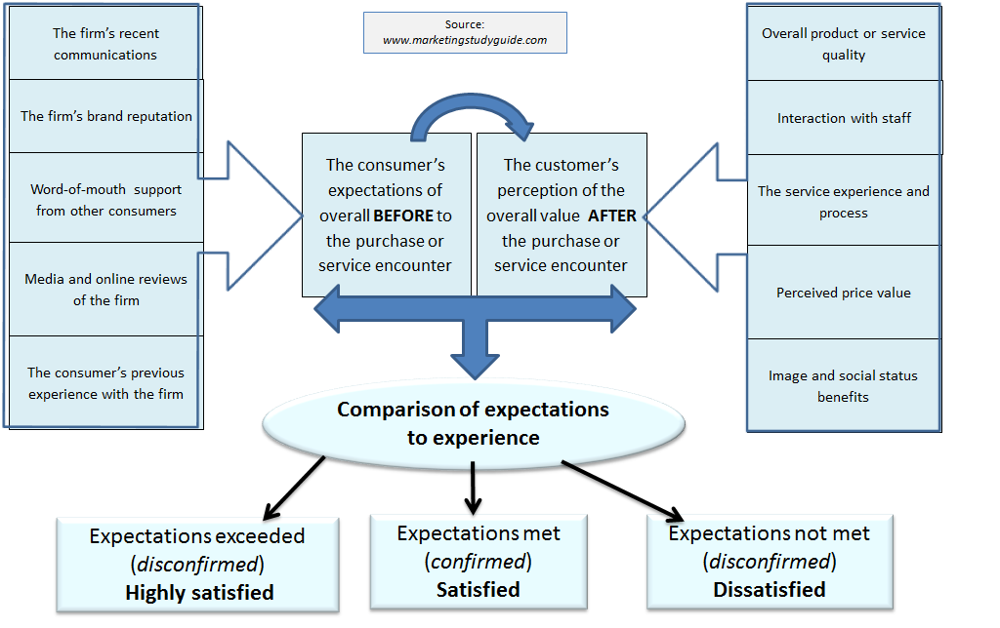 The firm's recent
communications
The firm's brand reputation
Word-of-mouth support
from other consumers
Media and online reviews
of the firm
The consumer's previous
experience with the firm
Source:
www.marketingstudyguide.com
The consumer's
expectations of
overall BEFORE to
the purchase or
service encounter
The customer's
perception of the
overall value AFTER
the purchase or
service encounter
Overall product or service
quality
Interaction with staff
The service experience and
process
Perceived price value
Image and social status
benefits
Comparison of expectations
to experience
Expectations exceeded
(disconfirmed)
Highly satisfied
Expectations met
(confirmed)
Satisfied
Expectations not met
(disconfirmed)
Dissatisfied